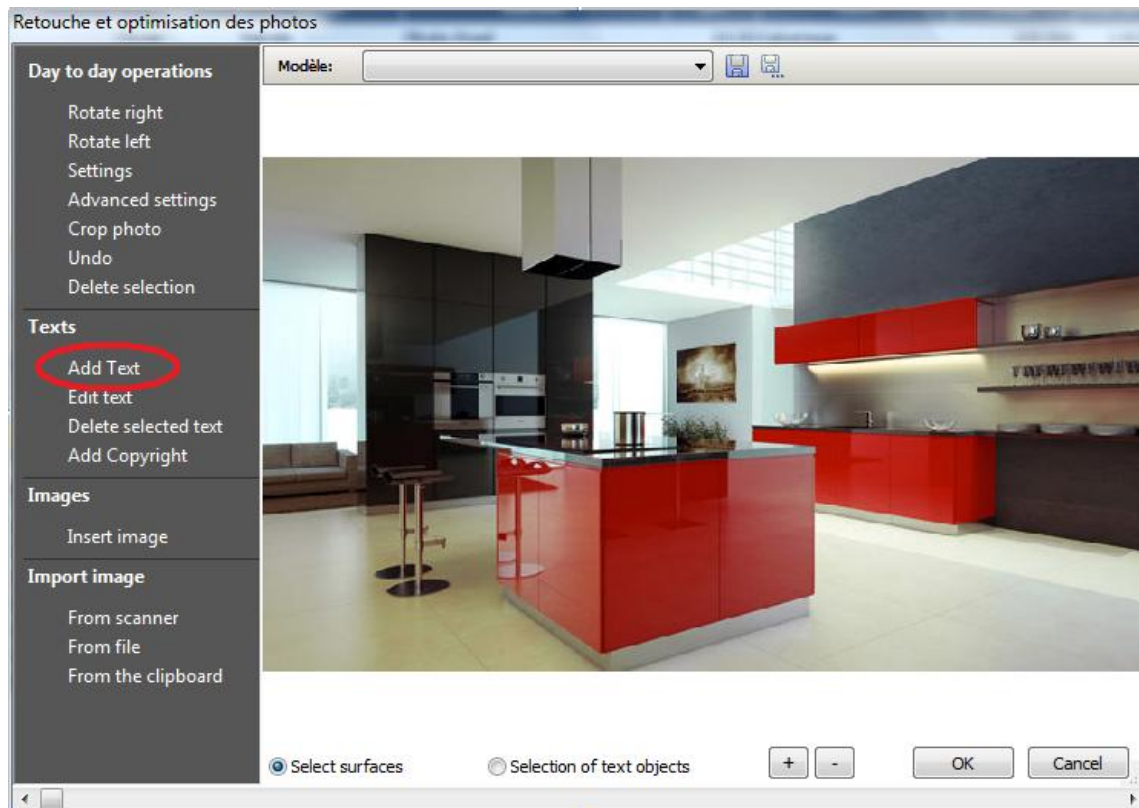 Retouche et optimisation des photos
Day to day operations
Rotate right
Rotate left
Settings
Advanced settings
Crop photo
Undo
Delete selection
Texts
Add Text
Edit text
Delete selected text
Add Copyright
Images
Insert image
Import image
From scanner
From file
From the clipboard
Modèle:
Select surfaces
Selection of text objects
+
-
OK
Cancel